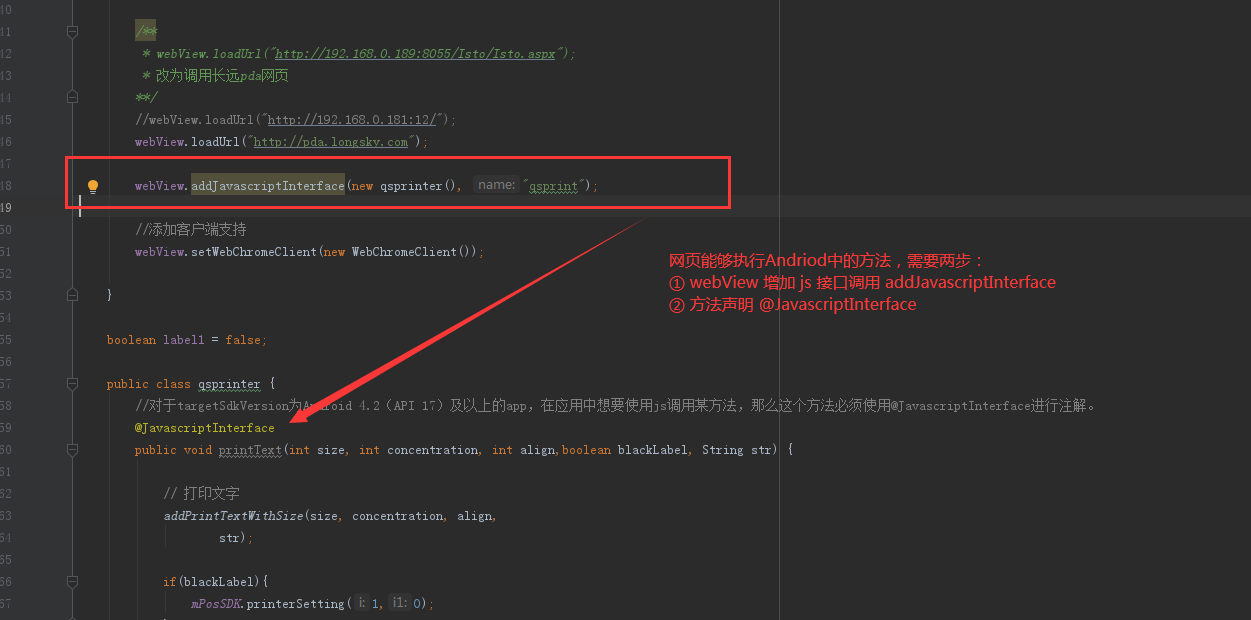 10
11 /**
12 * webView.loadUrl("http://192.168.0.189:8055/Isto/Isto.aspx");
13 * 改为调用长远pda网页
14 **/
15 //webView.loadUrl("http://192.168.0.181:12/");
16 webView.loadUrl("http://pda.longsky.com");
17
18 webView.addJavascriptInterface(new qsprinter(), name: "qsprint");
19
50 //添加客户端支持
51 webView.setWebChromeClient(new WebChromeClient());
52
网页能够执行Andriod中的方法，需要两步：
① webView 增加 js 接口调用 addJavascriptInterface
② 方法声明 @JavascriptInterface
53 }
54
55 boolean label1 = false;
56
57 public class qsprinter {
58 //对于targetSdkVersion为Android 4.2（API 17）及以上的app，在应用中想要使用js调用某方法，那么这个方法必须使用@JavascriptInterface进行注解。
59 @JavascriptInterface
60 public void printText(int size, int concentration, int align,boolean blackLabel, String str) {
61
62 // 打印文字
63 addPrintTextWithSize(size, concentration, align,
64 str);
65
66 if(blackLabel){
67 mPosSDK.printerSetting( i: 1, i1: 0);